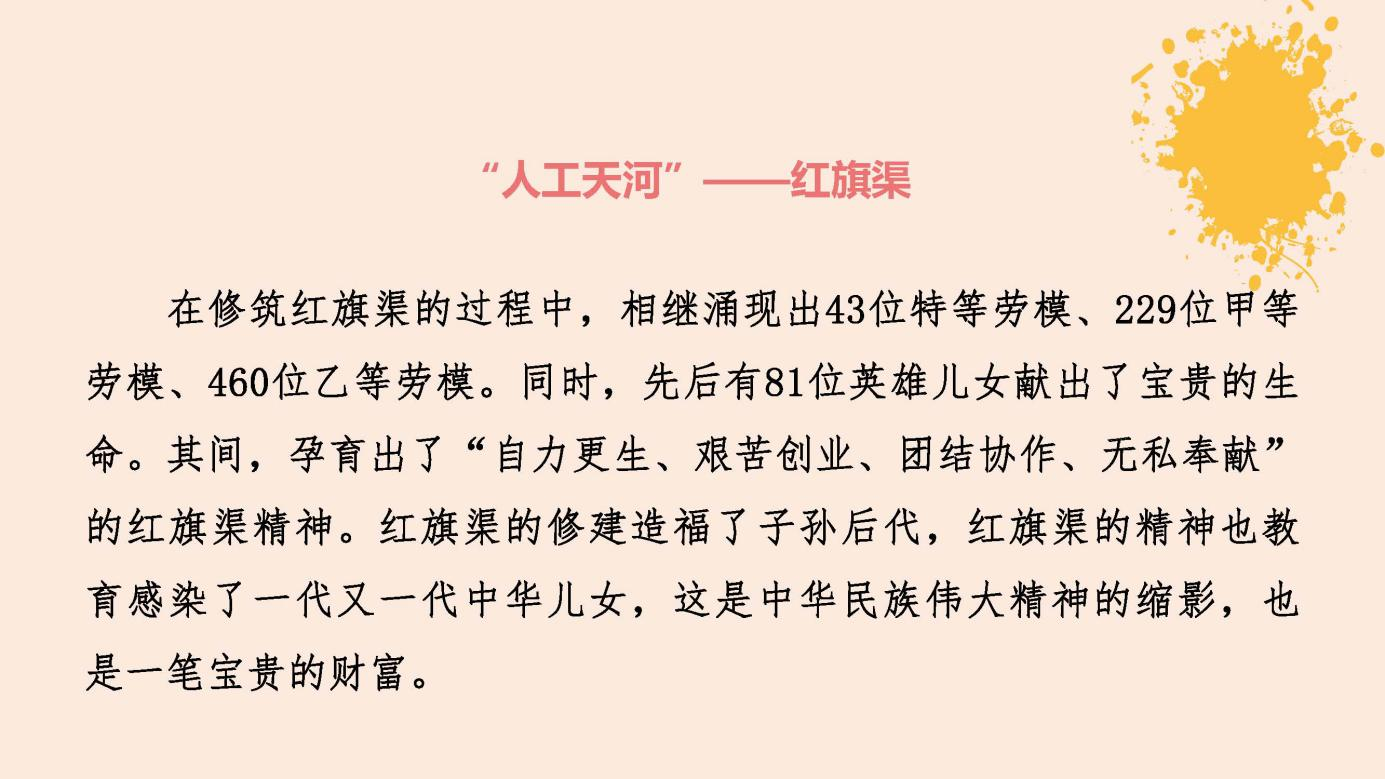 “人工天河”——红旗渠
在修筑红旗渠的过程中，相继涌现出43位特等劳模、229位甲等
劳模、460位乙等劳模。同时，先后有81位英雄儿女献出了宝贵的生
命。其间，孕育出了“自力更生、艰苦创业、团结协作、无私奉献”
的红旗渠精神。红旗渠的修建造福了子孙后代，红旗渠的精神也教
育感染了一代又一代中华儿女，这是中华民族伟大精神的缩影，也
是一笔宝贵的财富。